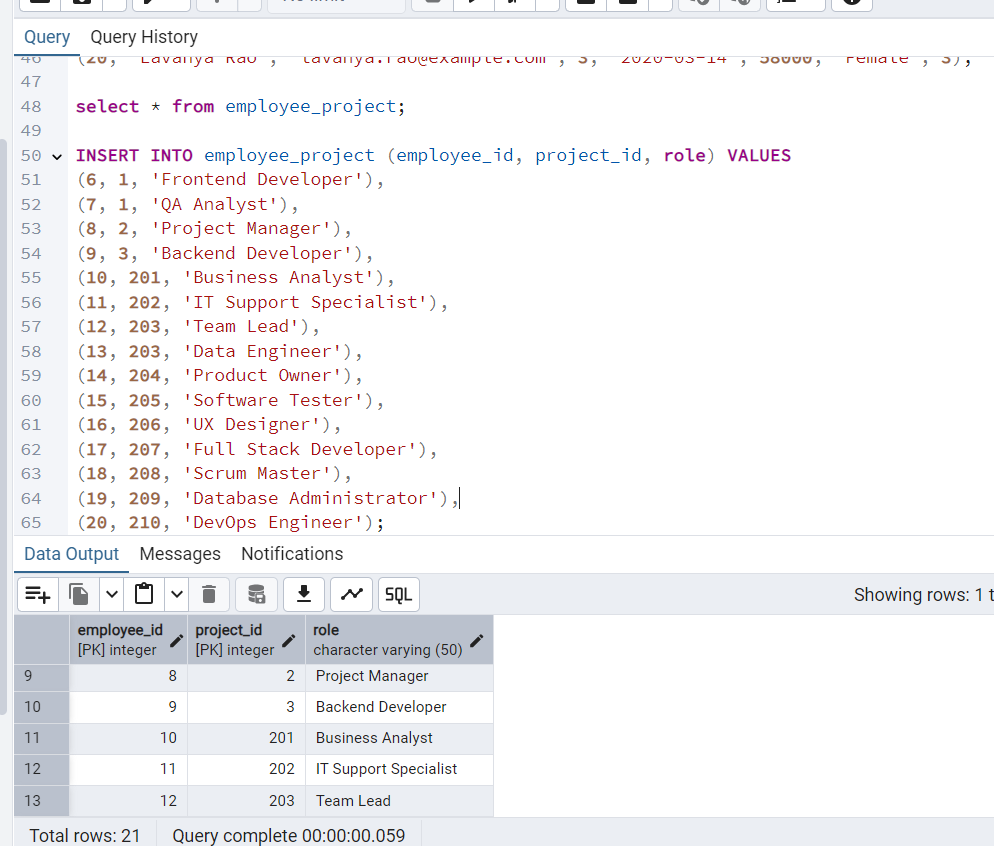 Query Query History
46 (20, 'Lavanya Rao', 'lavanya.rao@example.com', 3, '2020-03-14', 58000, 'Female', 3);
47
48 select * from employee_project;
49
50 INSERT INTO employee_project (employee_id, project_id, role) VALUES
51 (6, 1, 'Frontend Developer'),
52 (7, 1, 'QA Analyst'),
53 (8, 2, 'Project Manager'),
54 (9, 3, 'Backend Developer'),
55 (10, 201, 'Business Analyst'),
56 (11, 202, 'IT Support Specialist'),
57 (12, 203, 'Team Lead'),
58 (13, 203, 'Data Engineer'),
59 (14, 204, 'Product Owner'),
60 (15, 205, 'Software Tester'),
61 (16, 206, 'UX Designer'),
62 (17, 207, 'Full Stack Developer'),
63 (18, 208, 'Scrum Master'),
64 (19, 209, 'Database Administrator'),
65 (20, 210, 'DevOps Engineer');
Data Output Messages Notifications
SQL Showing rows: 1 t
employee_id project_id role
[PK] integer [PK] integer character varying (50)
9 8 2 Project Manager
10 9 3 Backend Developer
11 10 201 Business Analyst
12 11 202 IT Support Specialist
13 12 203 Team Lead
Total rows: 21 Query complete 00:00:00.059